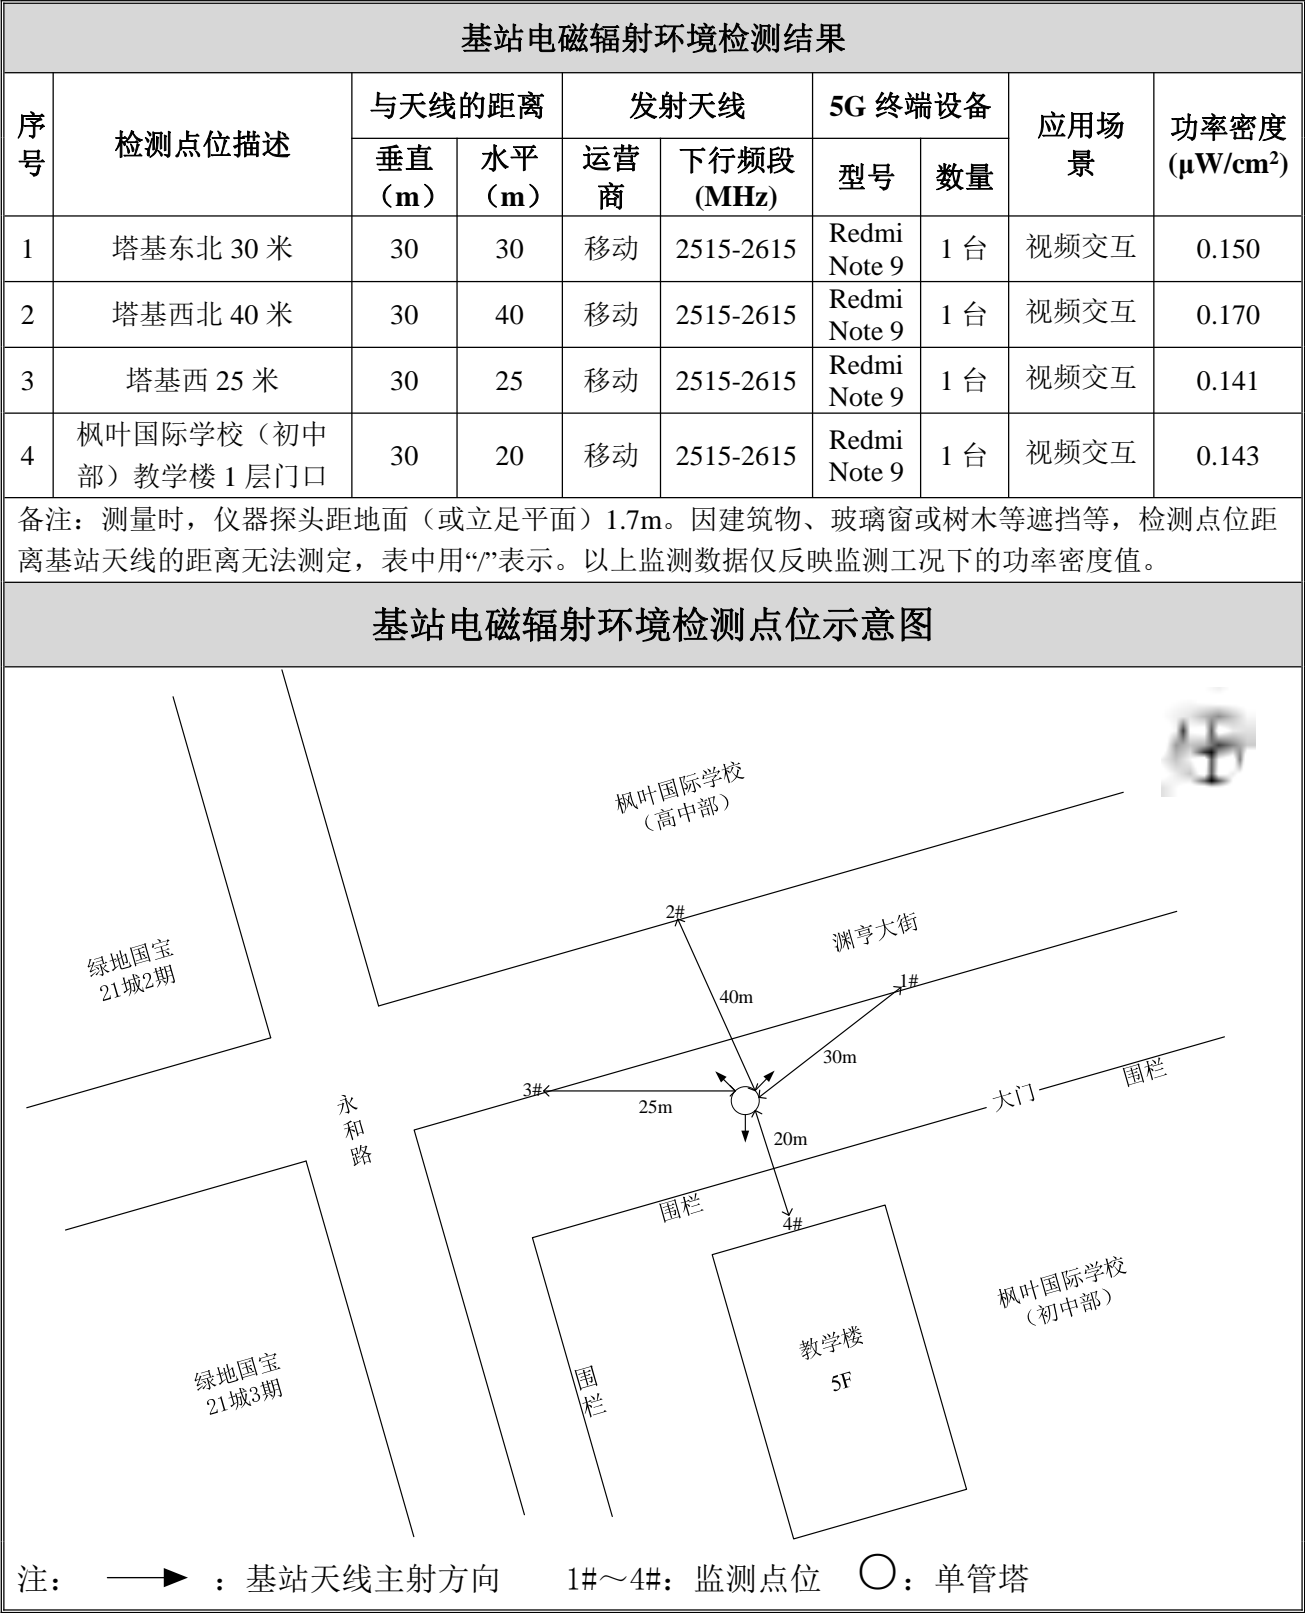 基站电磁辐射环境检测结果
序号 检测点位描述 与天线的距离 发射天线 5G 终端设备 应用场景 功率密度(μW/cm²)
垂直（m） 水平（m） 运营商 下行频段(MHz) 型号 数量
1 塔基东北 30 米 30 30 移动 2515-2615 Redmi Note 9 1 台 视频交互 0.150
2 塔基西北 40 米 30 40 移动 2515-2615 Redmi Note 9 1 台 视频交互 0.170
3 塔基西 25 米 30 25 移动 2515-2615 Redmi Note 9 1 台 视频交互 0.141
4 枫叶国际学校（初中部）教学楼 1 层门口 30 20 移动 2515-2615 Redmi Note 9 1 台 视频交互 0.143
备注：测量时，仪器探头距地面（或立足平面）1.7m。因建筑物、玻璃窗或树木等遮挡等，检测点位距
离基站天线的距离无法测定，表中用“/”表示。以上监测数据仅反映监测工况下的功率密度值。
基站电磁辐射环境检测点位示意图
枫叶国际学校
（高中部）
2#
渊亨大街
绿地国宝
21城2期
1#
40m
30m
3#
25m
大门
围栏
永和路
20m
围栏
4#
枫叶国际学校
（初中部）
教学楼
5F
绿地国宝
21城3期
围栏
注： ：基站天线主射方向 1#～4#：监测点位 ：单管塔